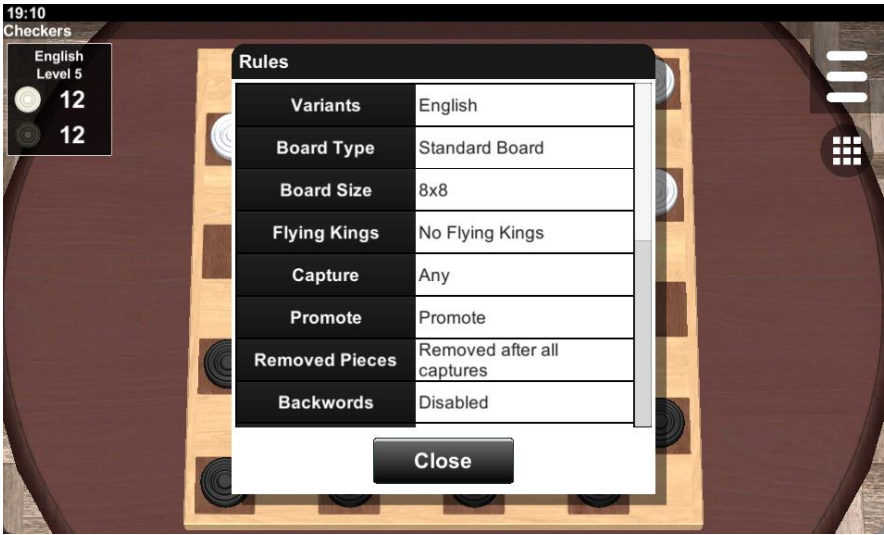 19:10
Checkers
English
Level 5
12
12
Rules
Variants English
Board Type Standard Board
Board Size 8x8
Flying Kings No Flying Kings
Capture Any
Promote Promote
Removed Pieces Removed after all
captures
Backwords Disabled
Close